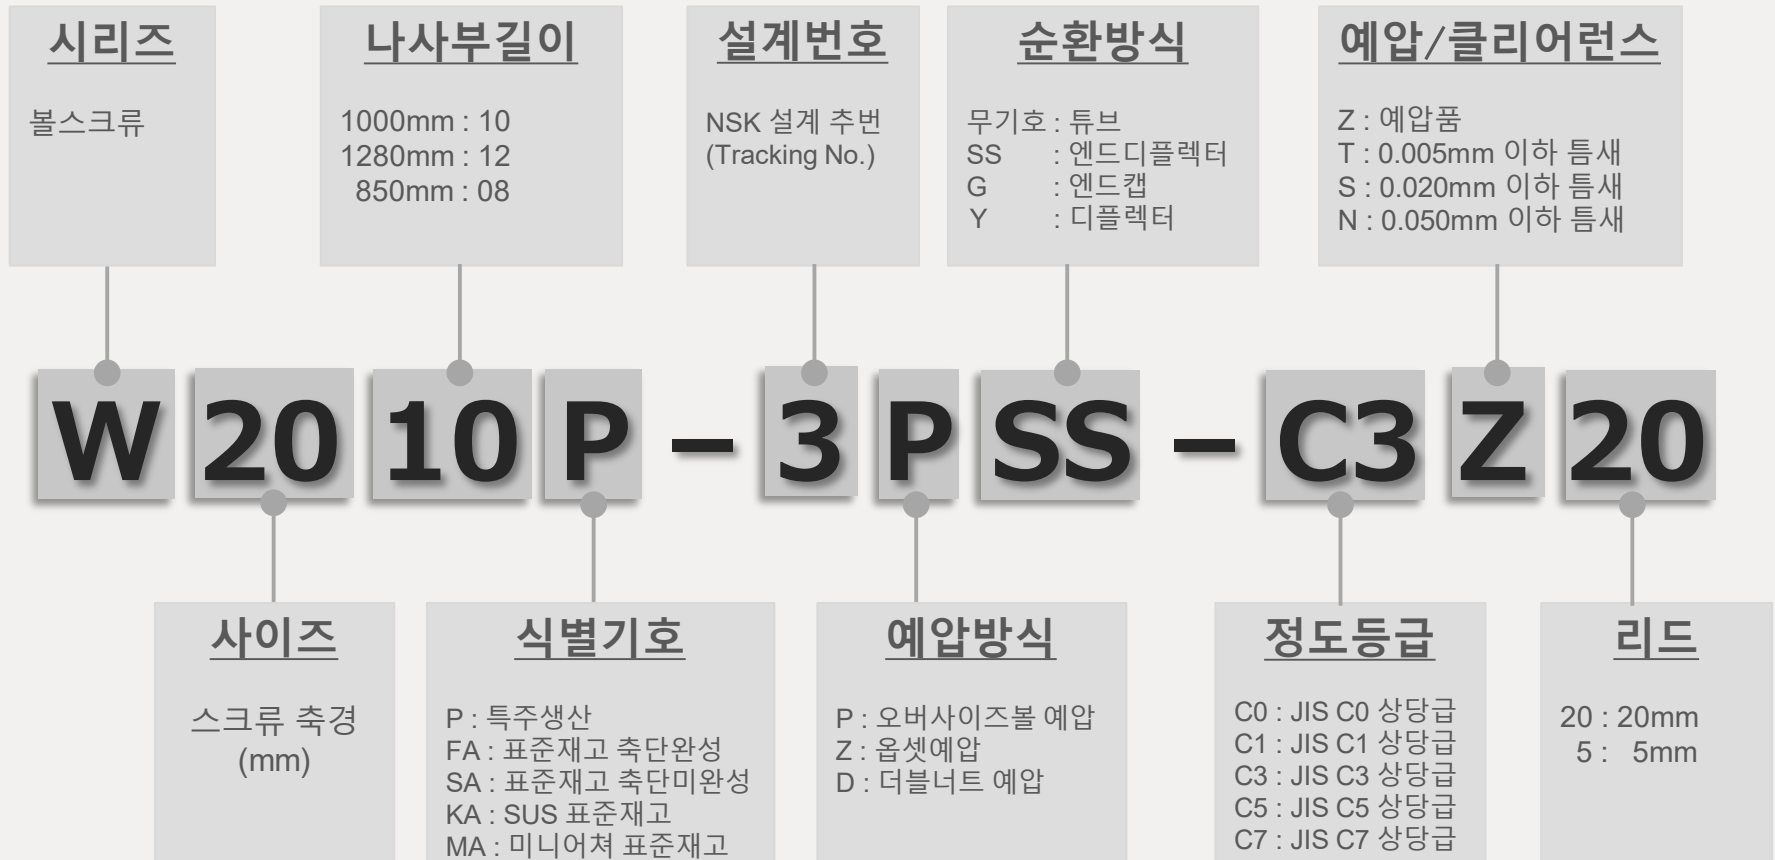 시리즈
볼스크류
나사부길이
1000mm : 10
1280mm : 12
850mm : 08
설계번호
NSK 설계 추번
(Tracking No.)
순환방식
무기호 : 튜브
SS : 엔드디플렉터
G : 엔드캡
Y : 디플렉터
예압/클리어런스
Z : 예압품
T : 0.005mm 이하 틈새
S : 0.020mm 이하 틈새
N : 0.050mm 이하 틈새
W 20 10 P – 3 P SS – C3 Z 20
사이즈
스크류 축경
(mm)
식별기호
P : 특주생산
FA : 표준재고 축단완성
SA : 표준재고 축단미완성
KA : SUS 표준재고
MA : 미니어쳐 표준재고
예압방식
P : 오버사이즈볼 예압
Z : 옵셋예압
D : 더블너트 예압
정도등급
C0 : JIS C0 상당급
C1 : JIS C1 상당급
C3 : JIS C3 상당급
C5 : JIS C5 상당급
C7 : JIS C7 상당급
리드
20 : 20mm
5 : 5mm